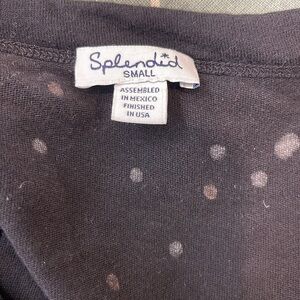 Splendid
SMALL
ASSEMBLED
IN MEXICO
FINISHED
IN USA